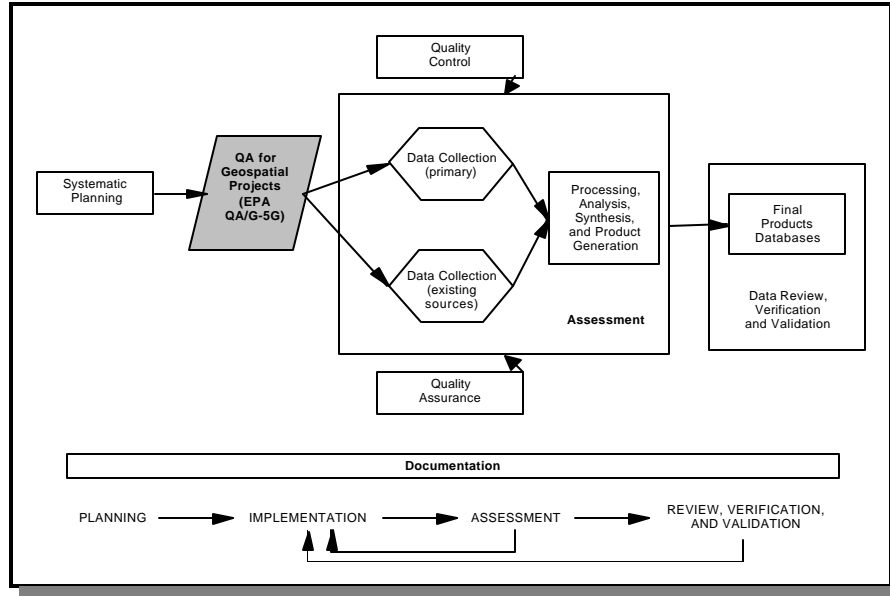 Quality
Control
Systematic
Planning
QA for
Geospatial
Projects
(EPA
QA/G-5G)
Data Collection
(primary)
Data Collection
(existing
sources)
Processing,
Analysis,
Synthesis,
and Product
Generation
Assessment
Final
Products
Databases
Data Review,
Verification
and Validation
Quality
Assurance
Documentation
PLANNING
IMPLEMENTATION
ASSESSMENT
REVIEW, VERIFICATION,
AND VALIDATION